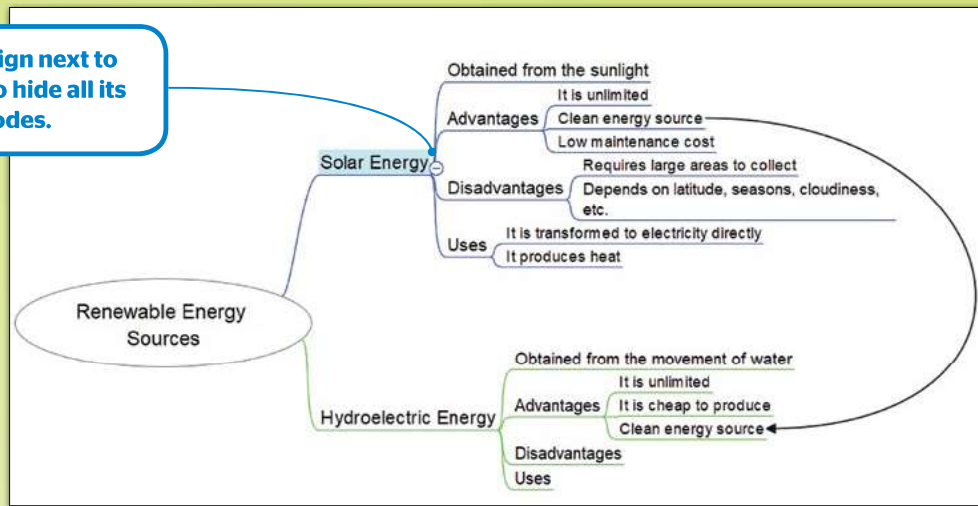 ign next to
o hide all its
odes.
Obtained from the sunlight
It is unlimited
Advantages
Clean energy source
Low maintenance cost
Solar Energy
Requires large areas to collect
Disadvantages
Depends on latitude, seasons, cloudiness,
etc.
It is transformed to electricity directly
Uses
It produces heat
Renewable Energy
Sources
Obtained from the movement of water
It is unlimited
Advantages
It is cheap to produce
Clean energy source
Hydroelectric Energy
Disadvantages
Uses